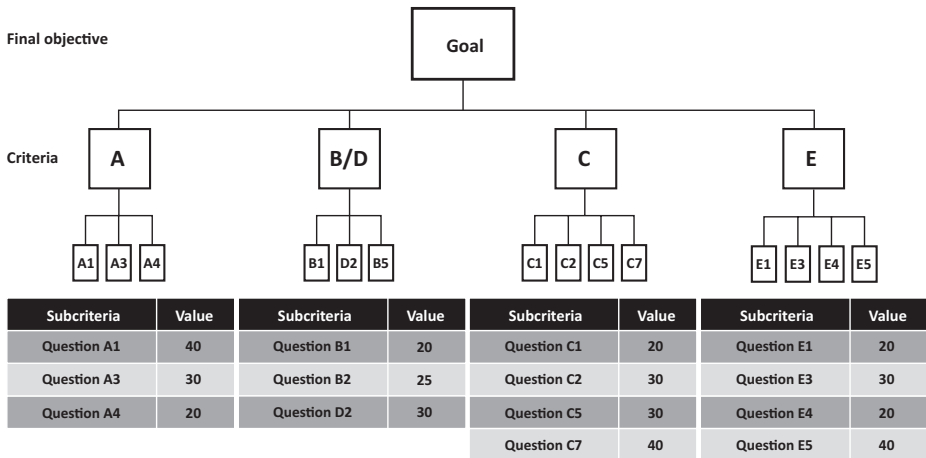 Final objective
Goal
Criteria
A B/D C E
A1 A3 A4 B1 D2 B5 C1 C2 C5 C7 E1 E3 E4 E5
Subcriteria Value Subcriteria Value Subcriteria Value Subcriteria Value
Question A1 40 Question B1 20 Question C1 20 Question E1 20
Question A3 30 Question B2 25 Question C2 30 Question E3 30
Question A4 20 Question D2 30 Question C5 30 Question E4 20
Question C7 40 Question E5 40